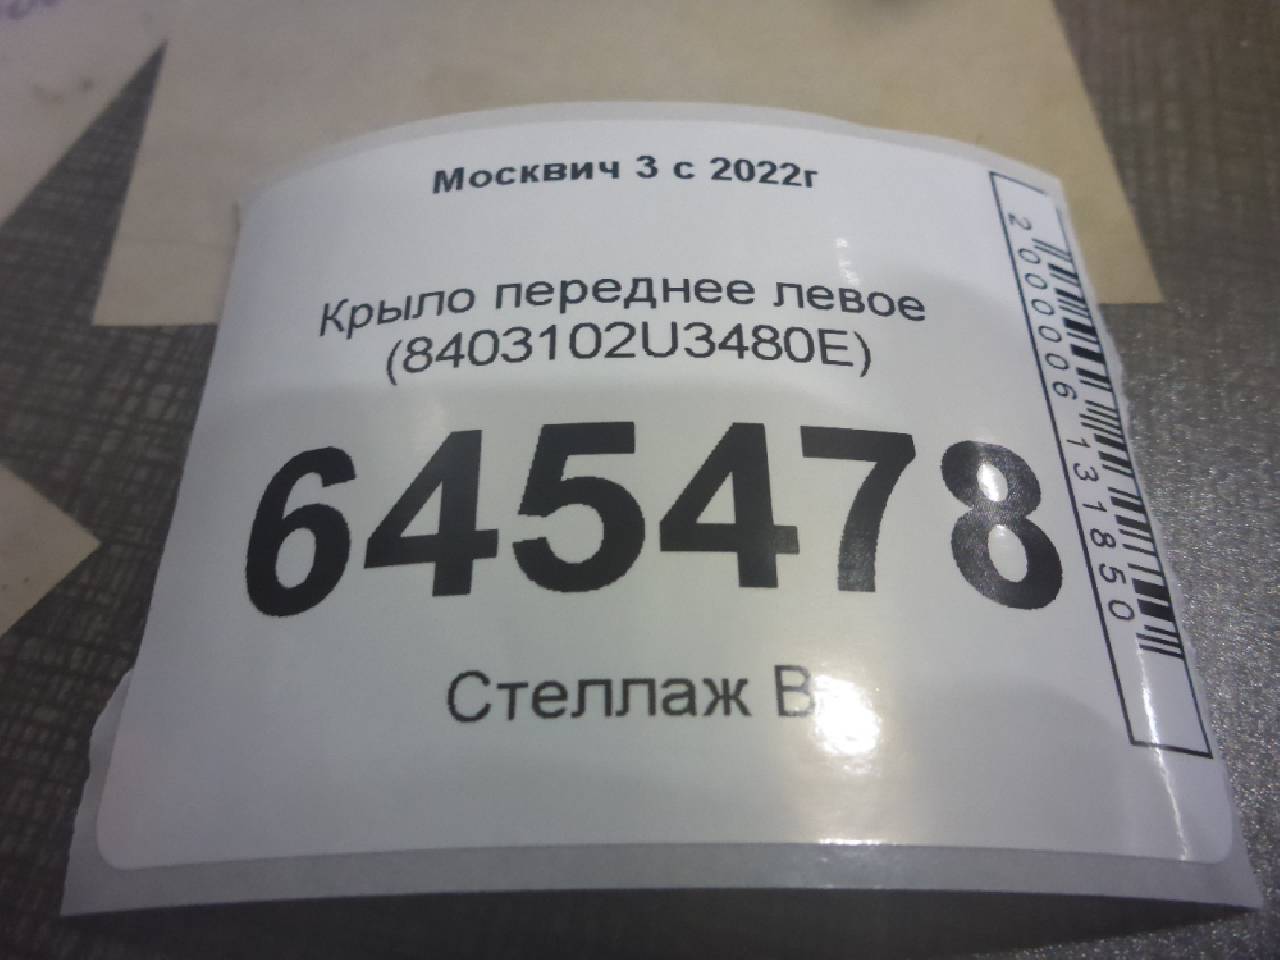 Москвич 3 с 2022г
Крыло переднее левое
(8403102U3480E)
645478
Стеллаж
2000006131850